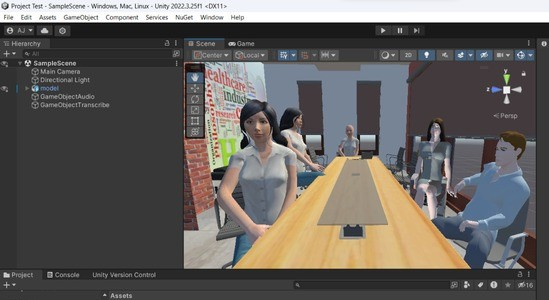 Project Test - SampleScene - Windows, Mac, Linux - Unity 2022.3.25f1 <DX11>
File Edit Assets GameObject Component Services NuGet Window Help
AJ
Hierarchy
All
SampleScene
Main Camera
Directional Light
model
GameObjectAudio
GameObjectTranscribe
Scene Game
Center Local 2D
healthcare
industry
y
z
Persp
Project Console Unity Version Control
16
Assets